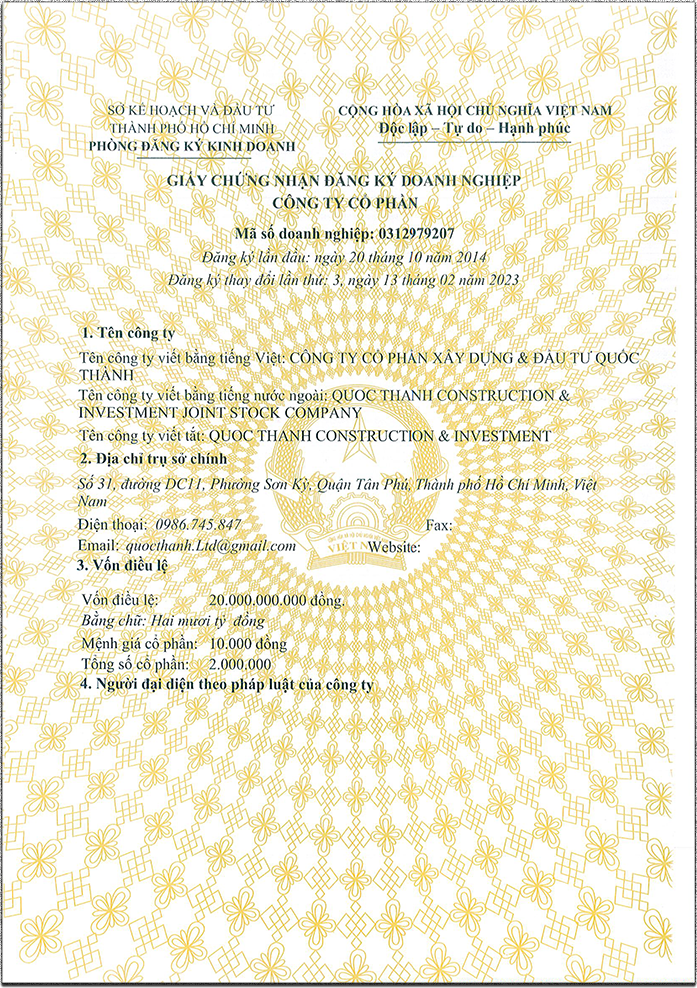 SỞ KẾ HOẠCH VÀ ĐẦU TƯ
THÀNH PHỐ HỒ CHÍ MINH
PHÒNG ĐĂNG KÝ KINH DOANH
CỘNG HÒA XÃ HỘI CHỦ NGHĨA VIỆT NAM
Độc lập – Tự do – Hạnh phúc
GIẤY CHỨNG NHẬN ĐĂNG KÝ DOANH NGHIỆP
CÔNG TY CỔ PHẦN
Mã số doanh nghiệp: 0312979207
Đăng ký lần đầu: ngày 20 tháng 10 năm 2014
Đăng ký thay đổi lần thứ: 3, ngày 13 tháng 02 năm 2023
1. Tên công ty
Tên công ty viết bằng tiếng Việt: CÔNG TY CỔ PHẦN XÂY DỰNG & ĐẦU TƯ QUỐC
THÀNH
Tên công ty viết bằng tiếng nước ngoài: QUOC THANH CONSTRUCTION &
INVESTMENT JOINT STOCK COMPANY
Tên công ty viết tắt: QUOC THANH CONSTRUCTION & INVESTMENT
2. Địa chỉ trụ sở chính
Số 31, đường DC11, Phường Sơn Kỳ, Quận Tân Phú, Thành phố Hồ Chí Minh, Việt
Nam
Điện thoại: 0986.745.847 Fax:
Email: quocthanh.Ltd@gmail.com Website:
VIỆT N
3. Vốn điều lệ
Vốn điều lệ: 20.000.000.000 đồng.
Bằng chữ: Hai mươi tỷ đồng
Mệnh giá cổ phần: 10.000 đồng
Tổng số cổ phần: 2.000.000
4. Người đại diện theo pháp luật của công ty